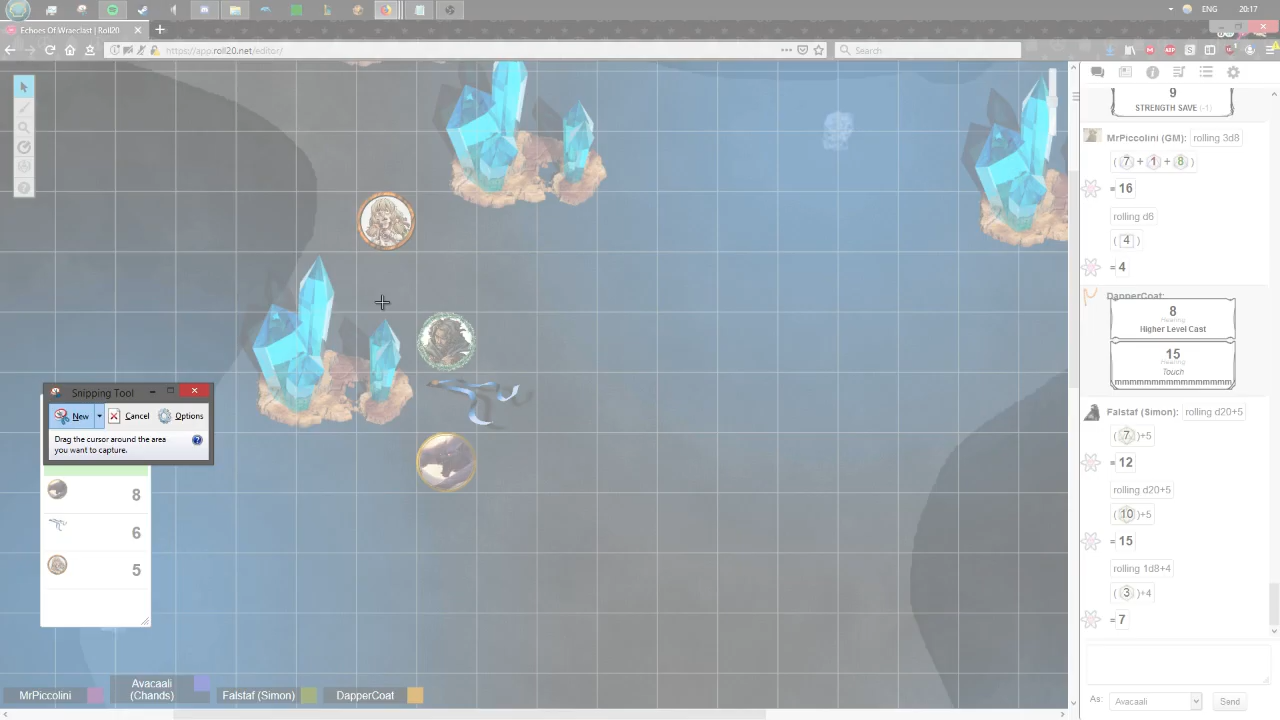 ENG
20:17
Echoes Of Wraeclast | Roll20
https://app.roll20.net/editor/
Search
9
STRENGTH SAVE (-1)
MrPiccolini (GM): rolling 3d8
(7 + 1 + 8)
= 16
rolling d6
(4)
= 4
DapperCoat:
8
Healing
Higher Level Cast
15
Healing
Touch
Falstaf (Simon): rolling d20+5
(7)+5
= 12
rolling d20+5
(10)+5
= 15
rolling 1d8+4
(3)+4
= 7
Snipping Tool
New
Cancel
Options
Drag the cursor around the area
you want to capture.
8
6
5
MrPiccolini
Avacaali
(Chands)
Falstaf (Simon)
DapperCoat
As:
Avacaali
Send